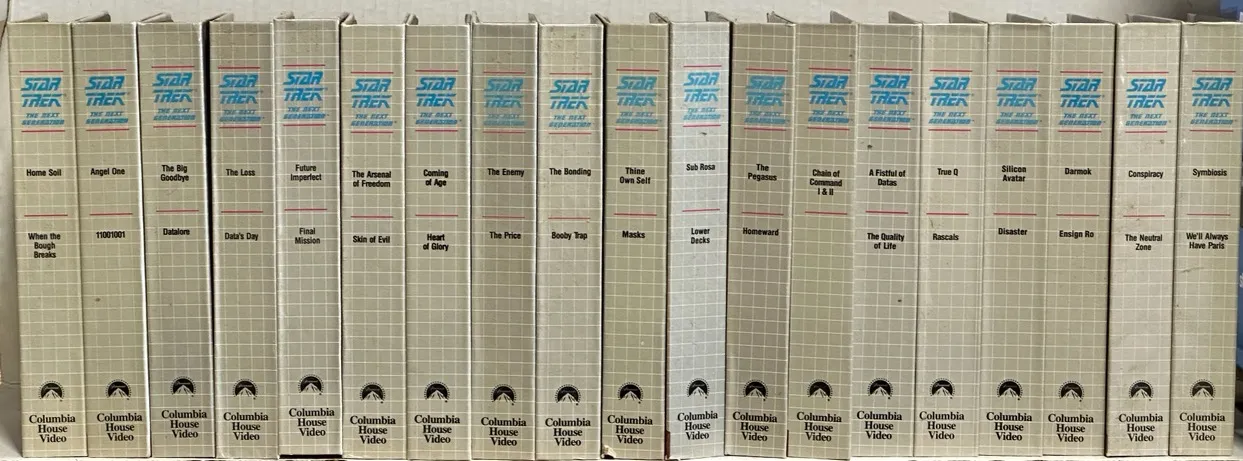 STAR
TREK
THE NEXT
GENERATION
Home Soil
When the
Bough
Breaks
Columbia
House
Video
STAR
TREK
THE NEXT
GENERATION
Angel One
11001001
Columbia
House
Video
STAR
TREK
THE NEXT
GENERATION
The Big
Goodbye
Datalore
Columbia
House
Video
STAR
TREK
THE NEXT
GENERATION
The Loss
Data's Day
Columbia
House
Video
STAR
TREK
THE NEXT
GENERATION
Future
Imperfect
Final
Mission
Columbia
House
Video
STAR
TREK
THE NEXT
GENERATION
The Arsenal
of Freedom
Skin of Evil
Columbia
House
Video
STAR
TREK
THE NEXT
GENERATION
Coming
of Age
Heart
of Glory
Columbia
House
Video
STAR
TREK
THE NEXT
GENERATION
The Enemy
The Price
Columbia
House
Video
STAR
TREK
THE NEXT
GENERATION
The Bonding
Booby Trap
Columbia
House
Video
STAR
TREK
THE NEXT
GENERATION
Thine
Own Self
Masks
Columbia
House
Video
STAR
TREK
THE NEXT
GENERATION
Sub Rosa
Lower
Decks
Columbia
House
Video
STAR
TREK
THE NEXT
GENERATION
The
Pegasus
Homeward
Columbia
House
Video
STAR
TREK
THE NEXT
GENERATION
Chain of
Command
I & II
Columbia
House
Video
STAR
TREK
THE NEXT
GENERATION
A Fistful of
Datas
The Quality
of Life
Columbia
House
Video
STAR
TREK
THE NEXT
GENERATION
True Q
Rascals
Columbia
House
Video
STAR
TREK
THE NEXT
GENERATION
Silicon
Avatar
Disaster
Columbia
House
Video
STAR
TREK
THE NEXT
GENERATION
Darmok
Ensign Ro
Columbia
House
Video
STAR
TREK
THE NEXT
GENERATION
Conspiracy
The Neutral
Zone
Columbia
House
Video
STAR
TREK
THE NEXT
GENERATION
Symbiosis
We'll Always
Have Paris
Columbia
House
Video